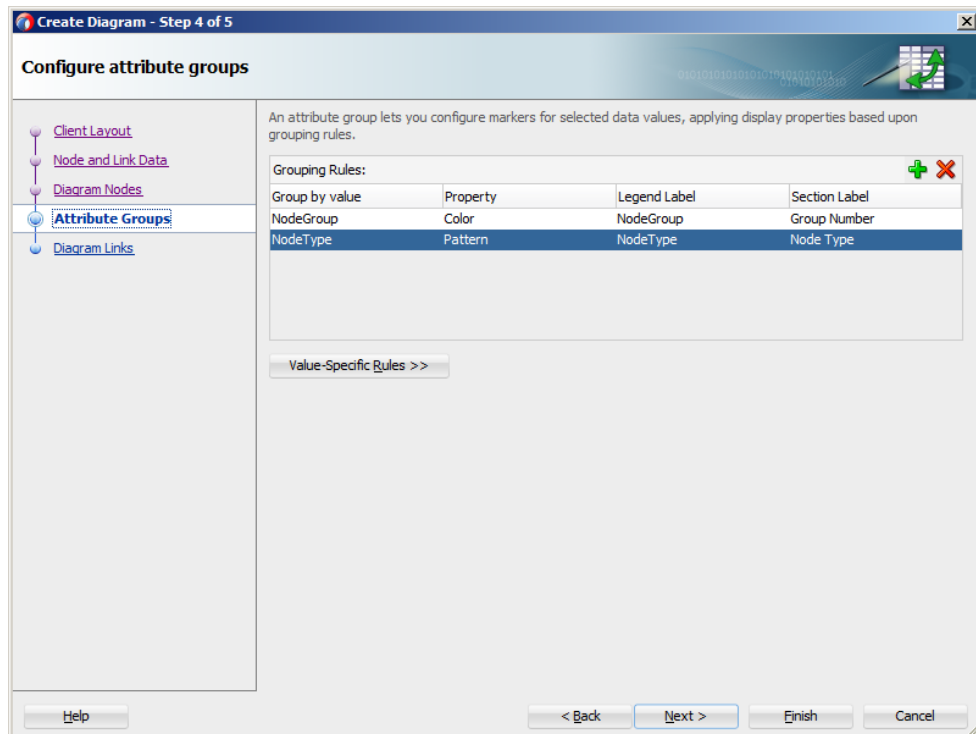 Create Diagram - Step 4 of 5
Configure attribute groups
Client Layout
Node and Link Data
Diagram Nodes
Attribute Groups
Diagram Links
An attribute group lets you configure markers for selected data values, applying display properties based upon
grouping rules.
Grouping Rules:
Group by value Property Legend Label Section Label
NodeGroup Color NodeGroup Group Number
NodeType Pattern NodeType Node Type
Value-Specific Rules >>
Help < Back Next > Finish Cancel